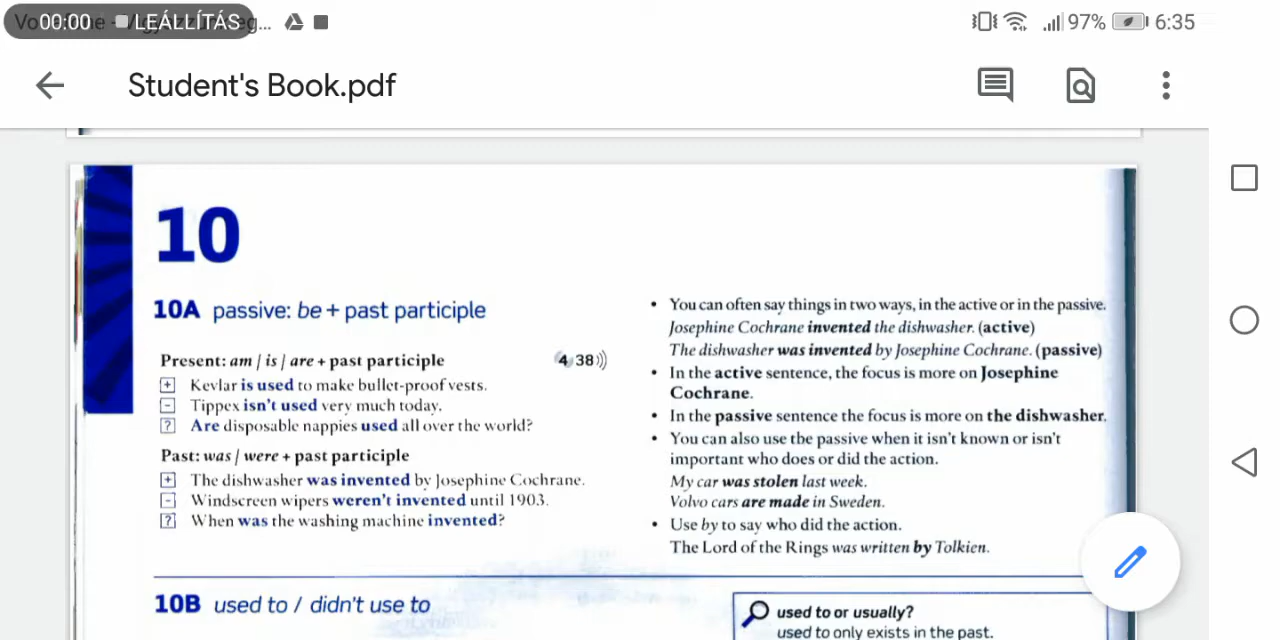 00:00 LEÁLLÍTÁS
97% 6:35
Student's Book.pdf
10
10A passive: be + past participle
Present: am / is / are + past participle 4 38))
+ Kevlar is used to make bullet-proof vests.
- Tippex isn't used very much today.
? Are disposable nappies used all over the world?
Past: was / were + past participle
+ The dishwasher was invented by Josephine Cochrane.
- Windscreen wipers weren't invented until 1903.
? When was the washing machine invented?
• You can often say things in two ways, in the active or in the passive.
Josephine Cochrane invented the dishwasher. (active)
The dishwasher was invented by Josephine Cochrane. (passive)
• In the active sentence, the focus is more on Josephine
Cochrane.
• In the passive sentence the focus is more on the dishwasher.
• You can also use the passive when it isn't known or isn't
important who does or did the action.
My car was stolen last week.
Volvo cars are made in Sweden.
• Use by to say who did the action.
The Lord of the Rings was written by Tolkien.
10B used to / didn't use to
used to or usually?
used to only exists in the past.